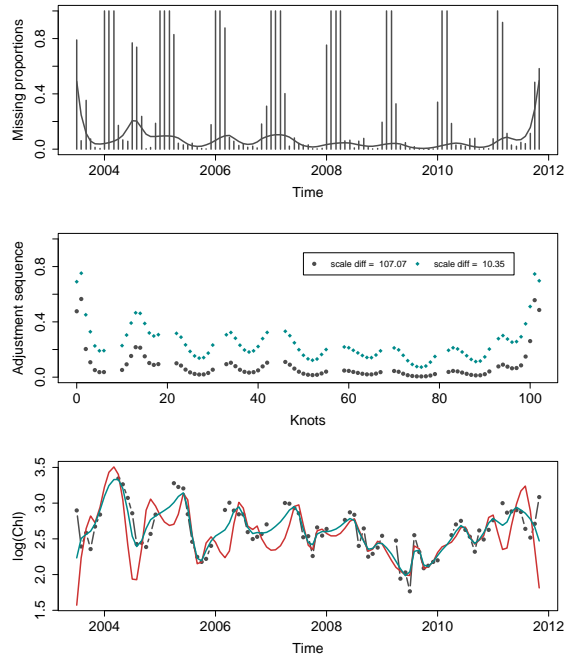 Missing proportions
0.0 0.4 0.8
2004 2006 2008 2010 2012
Time
Adjustment sequence
0.0 0.4 0.8
scale diff = 107.07 scale diff = 10.35
0 20 40 60 80 100
Knots
log(Chl)
1.5 2.0 2.5 3.0 3.5
2004 2006 2008 2010 2012
Time